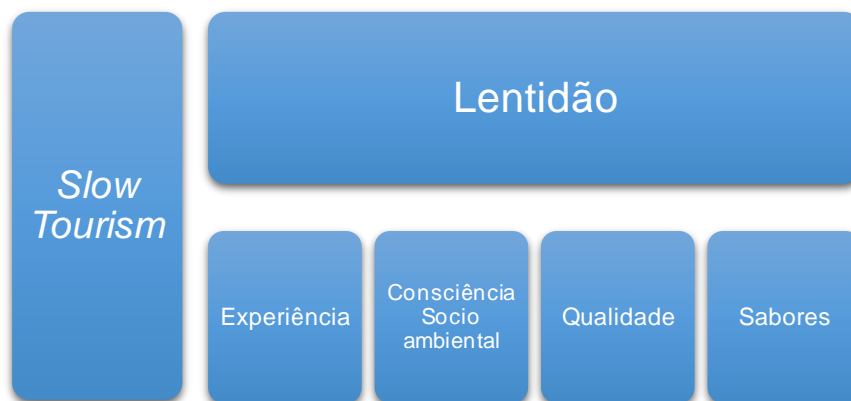 Slow
Tourism
Lentidão
Experiência
Consciência
Socio
ambiental
Qualidade
Sabores